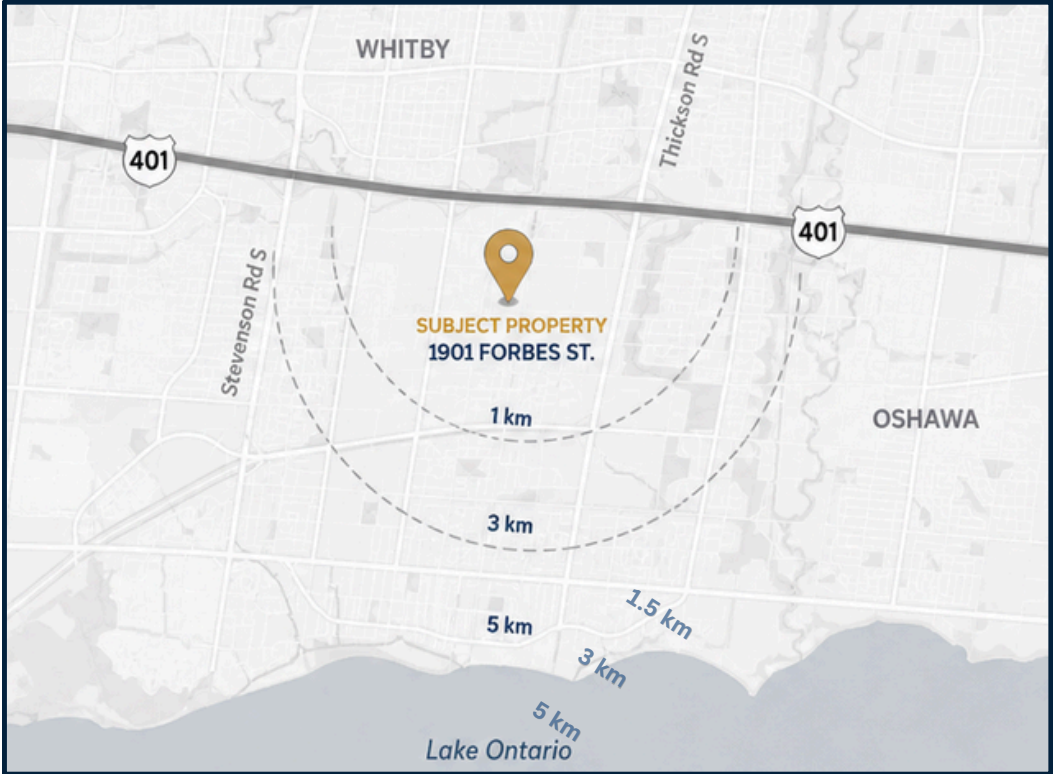 WHITBY
Thickson Rd S
401
401
Stevenson Rd S
SUBJECT PROPERTY
1901 FORBES ST.
1 km
OSHAWA
3 km
1.5 km
5 km
3 km
5 km
Lake Ontario